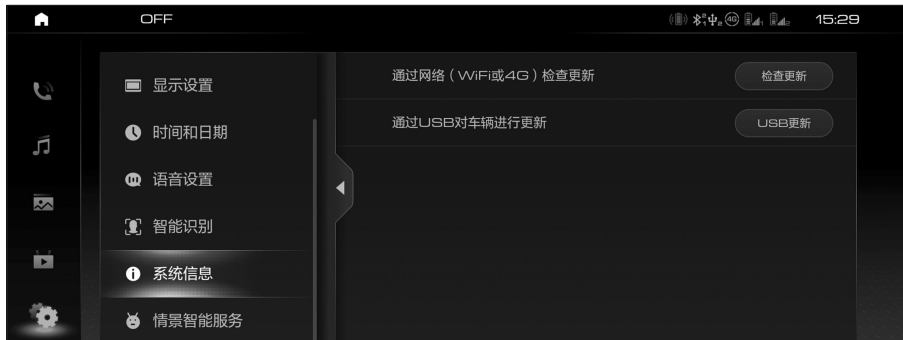 OFF
4G
15:29
显示设置
时间和日期
语音设置
智能识别
系统信息
情景智能服务
通过网络（WiFi或4G）检查更新
检查更新
通过USB对车辆进行更新
USB更新